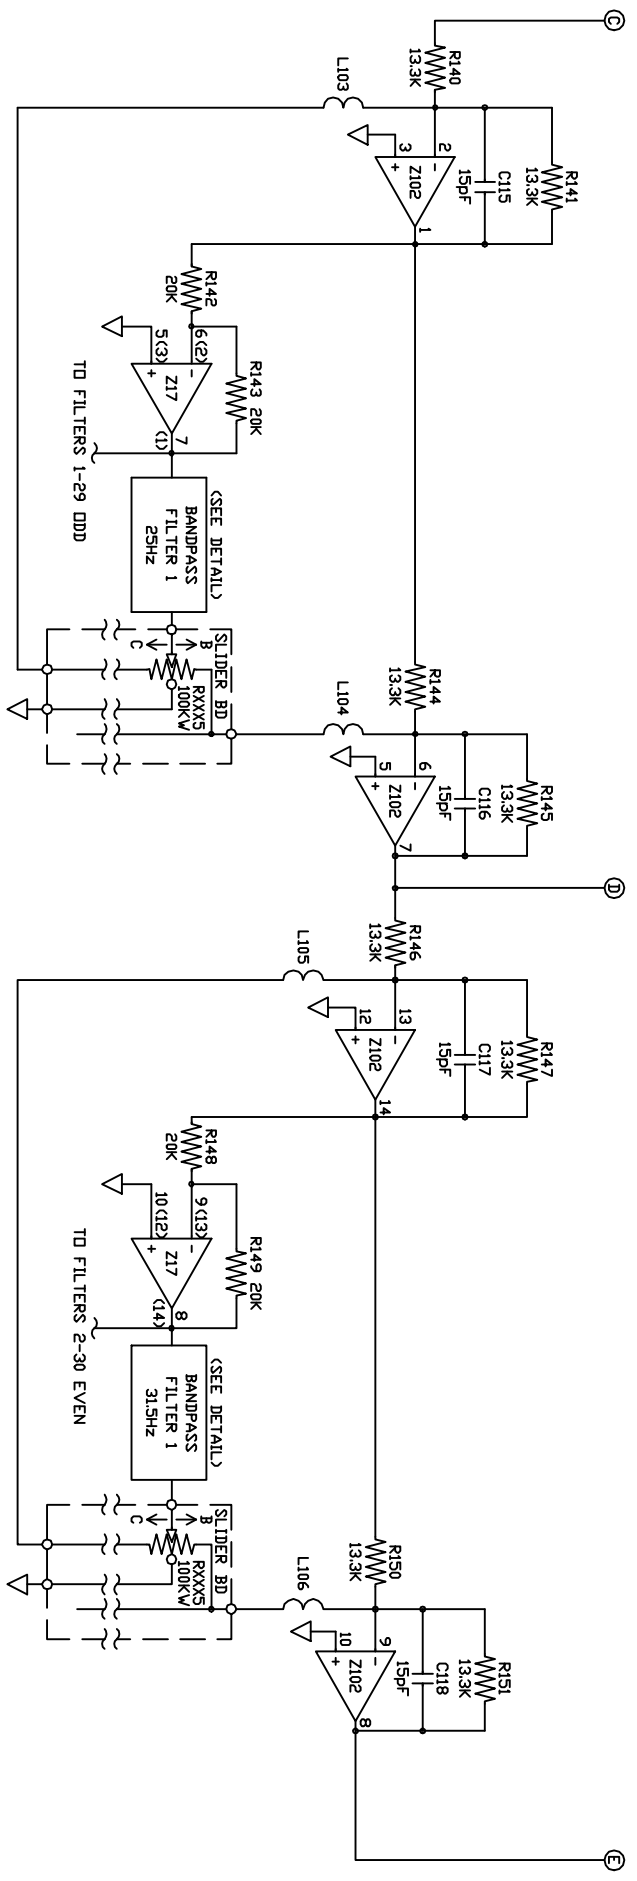 C
R140
13.3K
L103
R141
13.3K
C115
15pF
2
-
3
+
Z102
1
R142
20K
R143 20K
6(2)
-
5(3)
+
Z17
7
(1)
TO FILTERS 1-29 ODD
(SEE DETAIL)
BANDPASS
FILTER 1
25Hz
SLIDER BD
B
C
RXXX5
100KW
R144
13.3K
L104
R145
13.3K
C116
15pF
6
-
5
+
Z102
7
D
R146
13.3K
L105
R147
13.3K
C117
15pF
13
-
12
+
Z102
14
R148
20K
R149 20K
9(13)
-
10(12)
+
Z17
8
(14)
TO FILTERS 2-30 EVEN
(SEE DETAIL)
BANDPASS
FILTER 1
31.5Hz
SLIDER BD
B
C
RXXX5
100KW
R150
13.3K
L106
R151
13.3K
C118
15pF
9
-
10
+
Z102
8
E